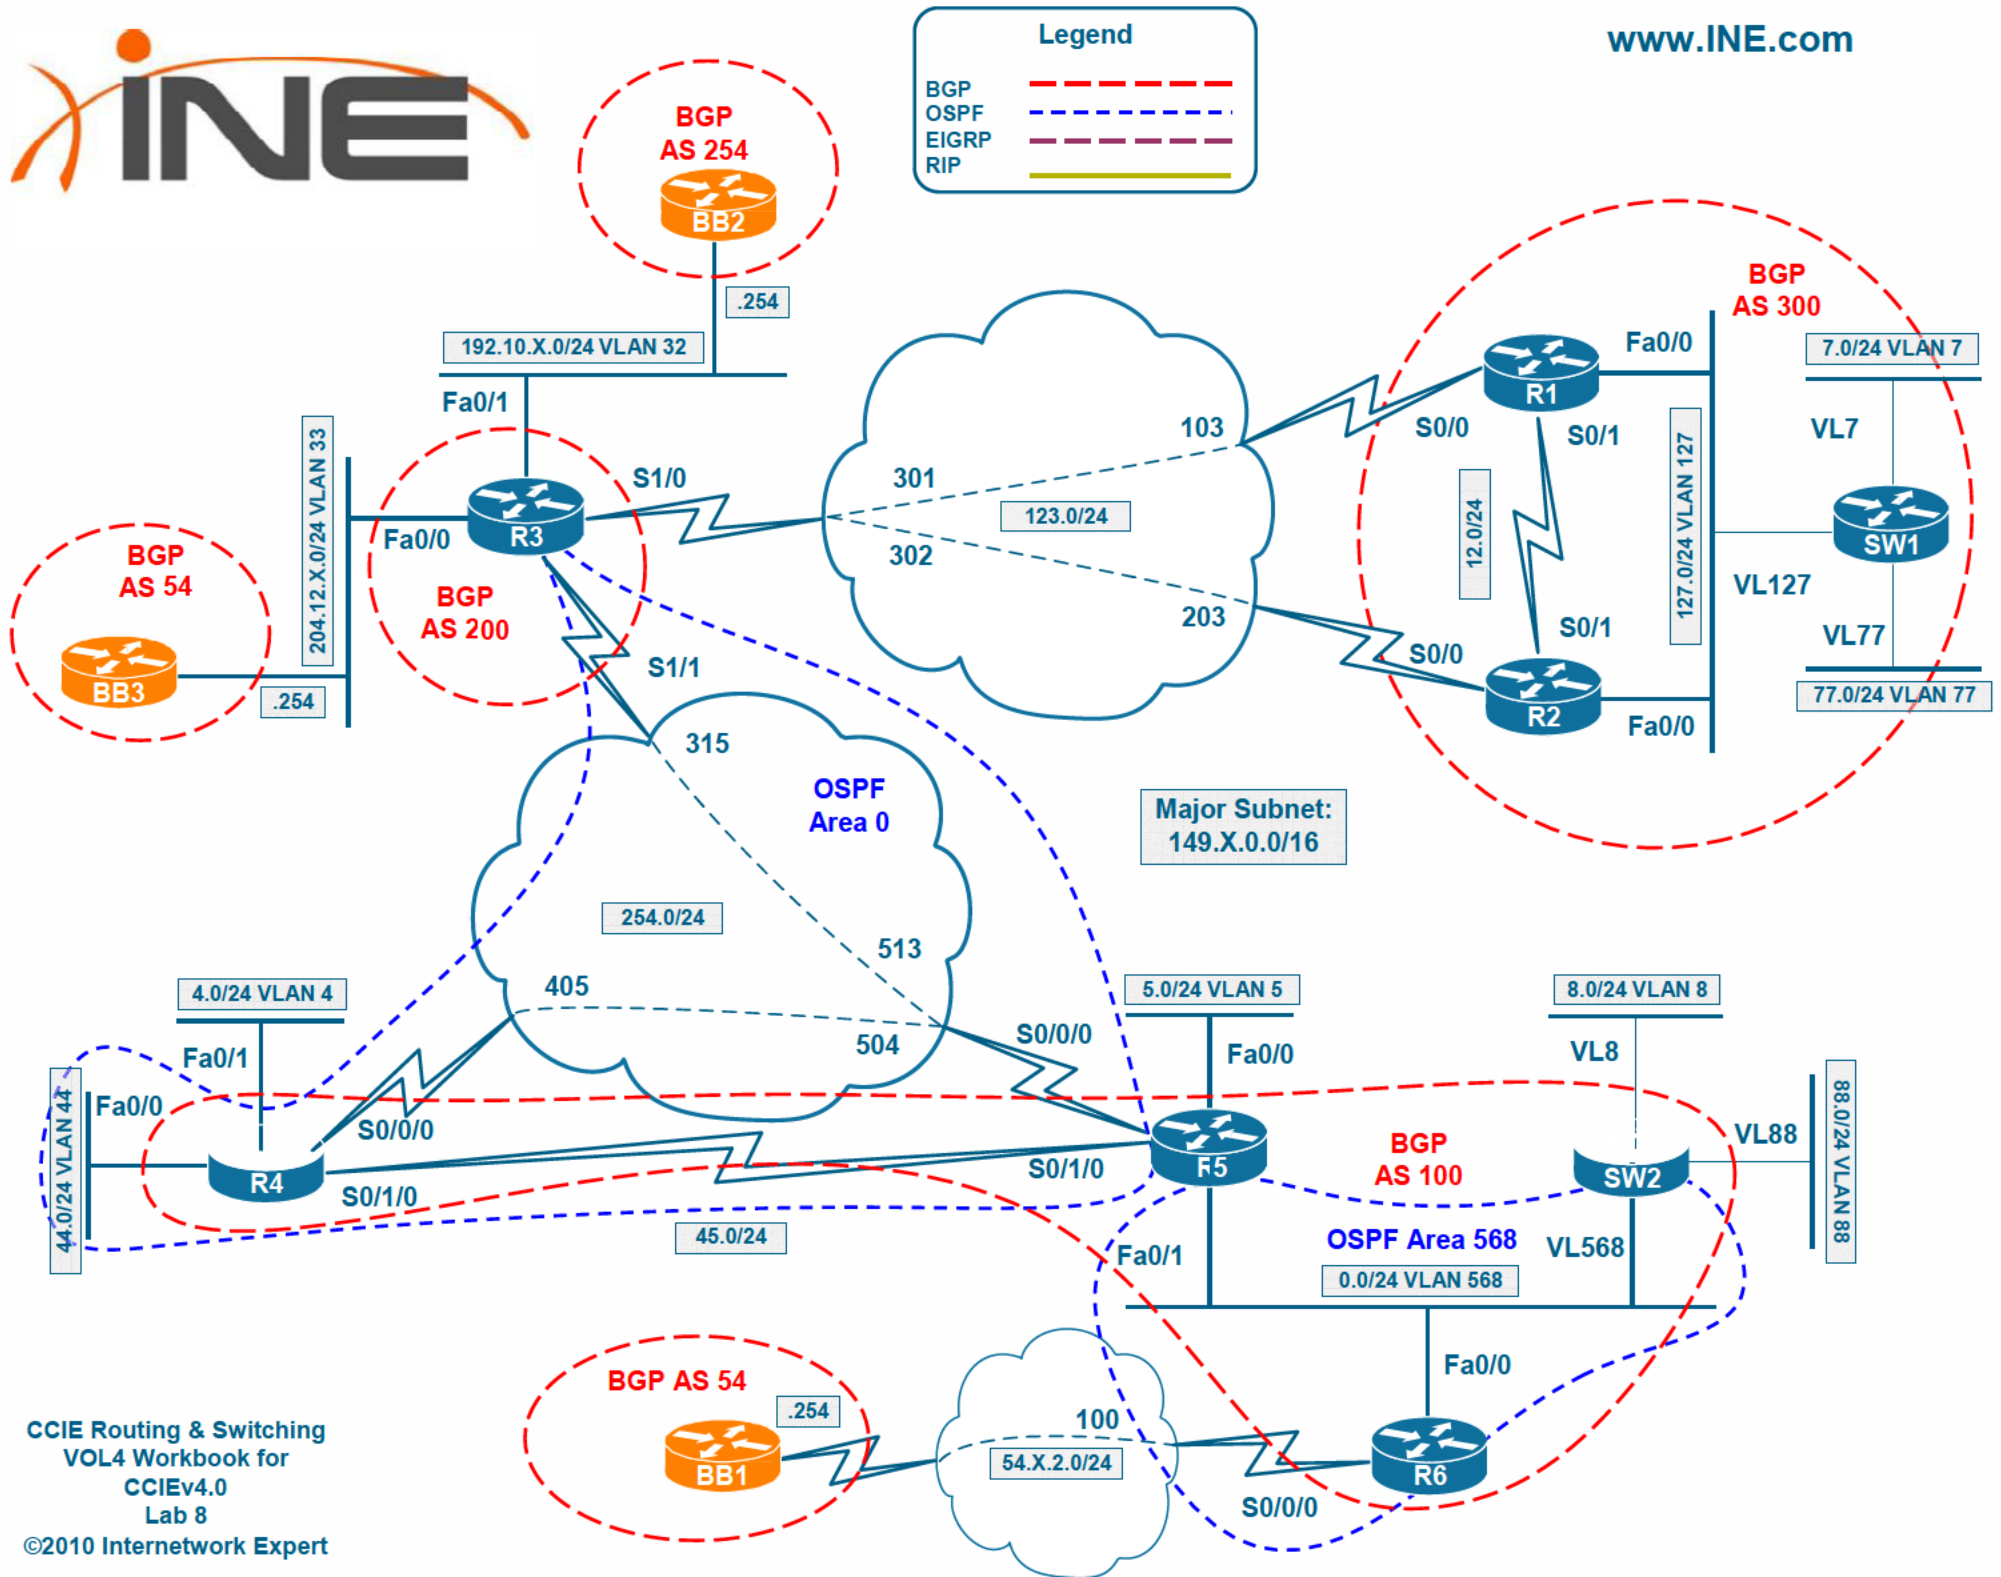 iNE
Legend
BGP
OSPF
EIGRP
RIP
www.INE.com
BGP
AS 254
BB2
.254
192.10.X.0/24 VLAN 32
Fa0/1
204.12.X.0/24 VLAN 33
Fa0/0
R3
S1/0
BGP
AS 54
BB3
.254
BGP
AS 200
S1/1
301
302
123.0/24
103
203
S0/0
S0/0
BGP
AS 300
R1
Fa0/0
S0/1
12.0/24
127.0/24 VLAN 127
S0/1
R2
Fa0/0
7.0/24 VLAN 7
VL7
SW1
VL127
VL77
77.0/24 VLAN 77
315
OSPF
Area 0
254.0/24
513
405
504
Major Subnet:
149.X.0.0/16
4.0/24 VLAN 4
Fa0/1
44.0/24 VLAN 44
Fa0/0
R4
S0/0/0
S0/1/0
45.0/24
S0/0/0
S0/1/0
5.0/24 VLAN 5
Fa0/0
R5
Fa0/1
BGP
AS 100
OSPF Area 568
0.0/24 VLAN 568
8.0/24 VLAN 8
VL8
SW2
VL88
88.0/24 VLAN 88
VL568
Fa0/0
R6
S0/0/0
100
54.X.2.0/24
BGP AS 54
.254
BB1
CCIE Routing & Switching
VOL4 Workbook for
CCIEv4.0
Lab 8
©2010 Internetwork Expert